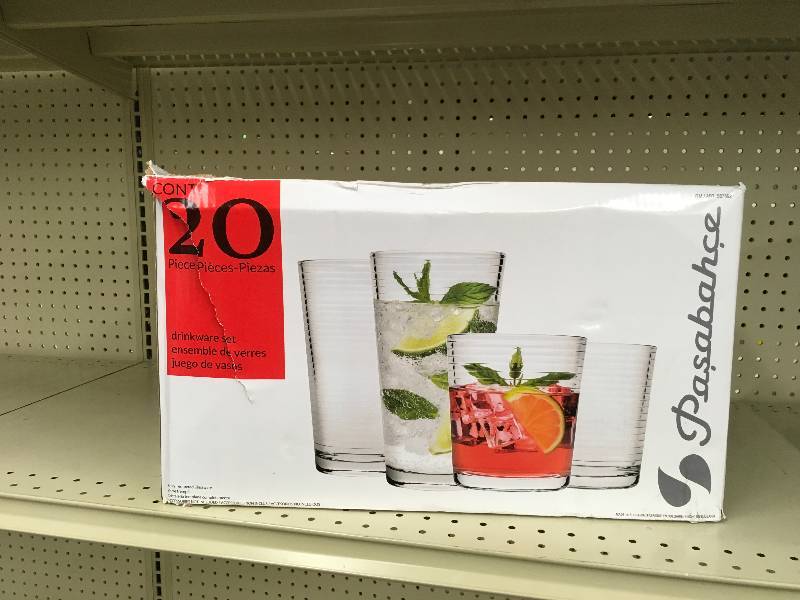 CONT
20
Piece Pièces-Piezas
drinkware set
ensemble de verres
juego de vasos
Paşabahçe